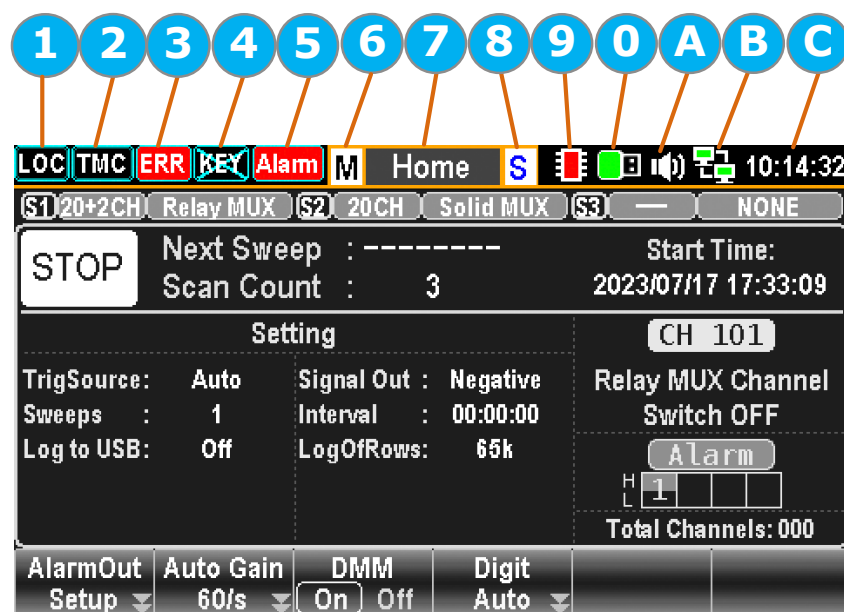 1 2 3 4 5 6 7 8 9 0 A B C
LOC TMC ERR KEY Alarm M Home S 10:14:32
S1 20+2CH Relay MUX S2 20CH Solid MUX S3 — NONE
STOP
Next Sweep : --------
Scan Count : 3
Start Time:
2023/07/17 17:33:09
Setting
TrigSource: Auto Signal Out : Negative
Sweeps : 1 Interval : 00:00:00
Log to USB: Off LogOfRows: 65k
CH 101
Relay MUX Channel
Switch OFF
Alarm
H
L 1
Total Channels: 000
AlarmOut Auto Gain DMM Digit
Setup 60/s On Off Auto